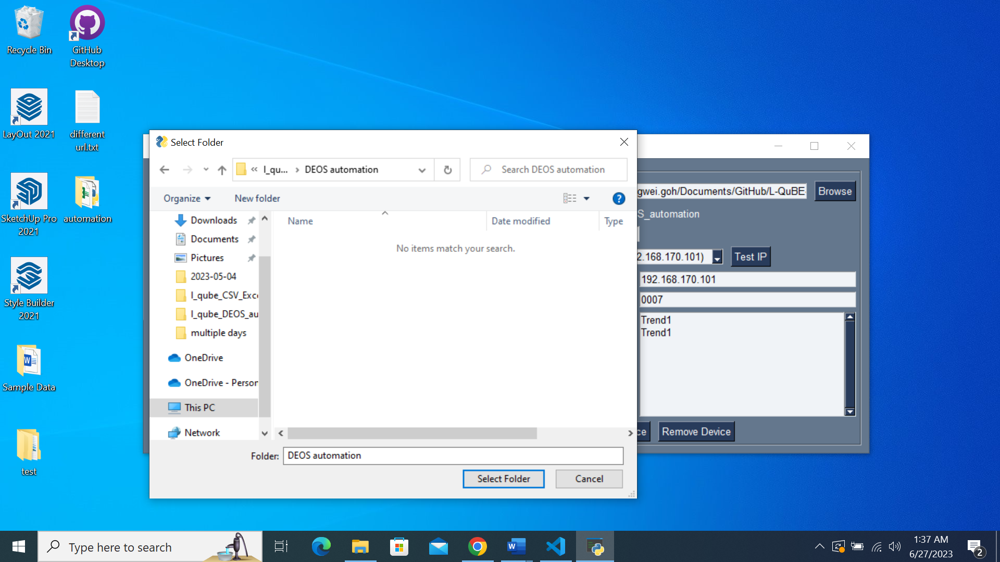 Recycle Bin
GitHub
Desktop
LayOut 2021
different
url.txt
SketchUp Pro
2021
automation
Style Builder
2021
Sample Data
test
Select Folder
« l_qu... › DEOS automation
Search DEOS automation
Organize
New folder
?
Downloads
Documents
Pictures
2023-05-04
l_qube_CSV_Exc
l_qube_DEOS_au
multiple days
OneDrive
OneDrive - Person
This PC
Network
Name
Date modified
Type
No items match your search.
Folder:
DEOS automation
Select Folder
Cancel
gwei.goh/Documents/GitHub/L-QuBE
Browse
S_automation
2.168.170.101)
Test IP
192.168.170.101
0007
Trend1
Trend1
ce
Remove Device
Type here to search
1:37 AM
6/27/2023
2